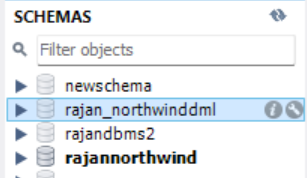 SCHEMAS
Filter objects
newschema
rajan_northwinddml
rajandbms2
rajannorthwind